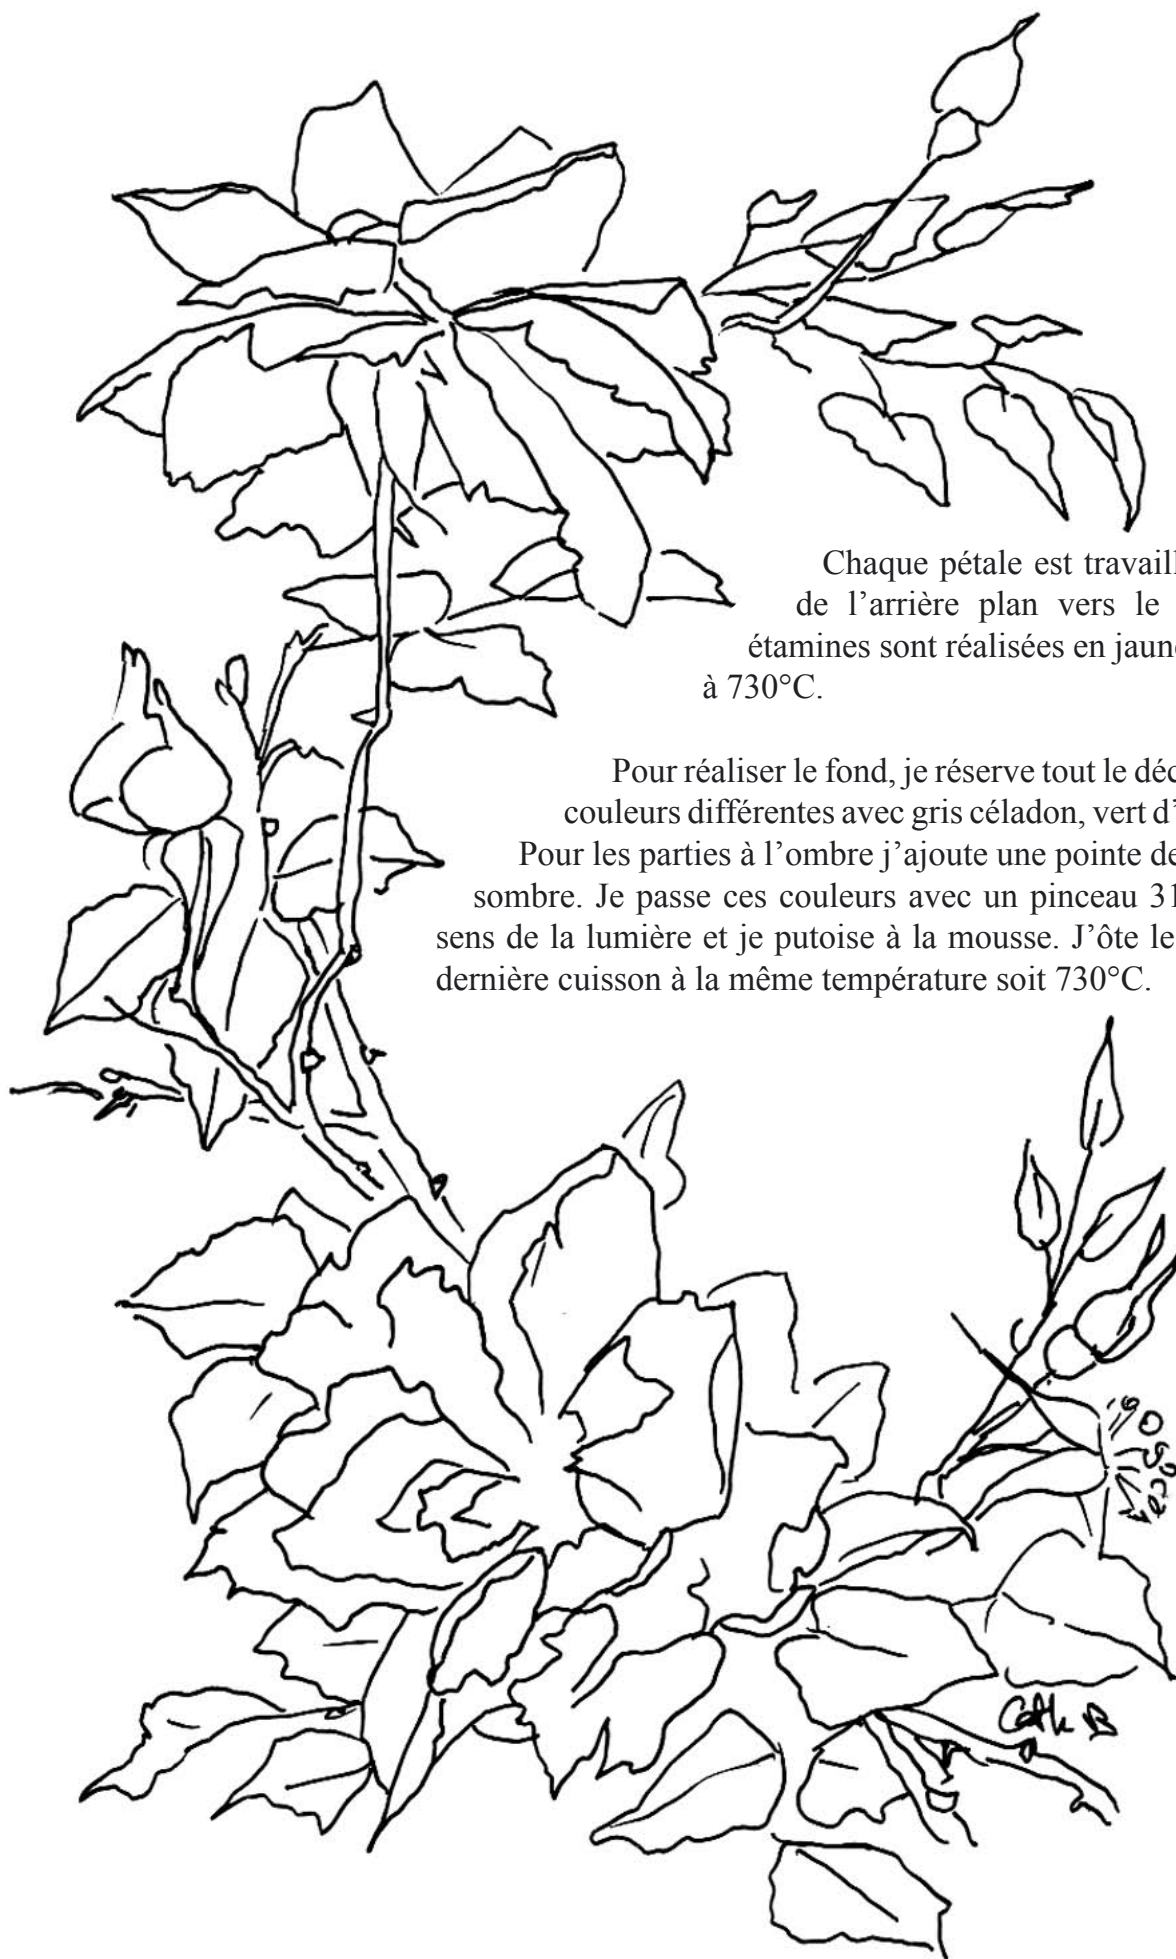 Chaque pétale est travaill
de l’arrière plan vers le
étamines sont réalisées en jaun
à 730°C.
Pour réaliser le fond, je réserve tout le déc
couleurs différentes avec gris céladon, vert d’
Pour les parties à l’ombre j’ajoute une pointe de
sombre. Je passe ces couleurs avec un pinceau 31
sens de la lumière et je putoise à la mousse. J’ôte le
dernière cuisson à la même température soit 730°C.
Cath B